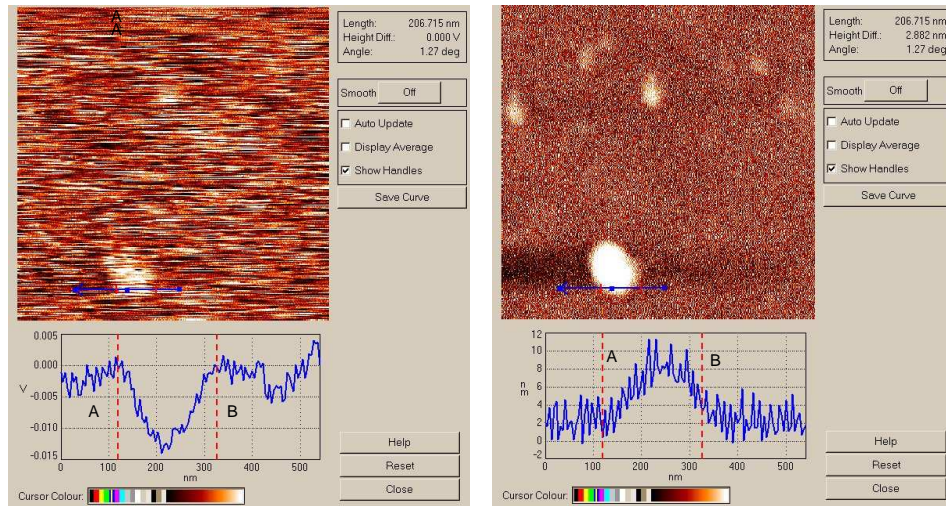 A
A
Length: 206.715 nm
Height Diff.: 0.000 V
Angle: 1.27 deg
Smooth Off
Auto Update
Display Average
Show Handles
Save Curve
0.005
0.000
-0.005
-0.010
-0.015
V
A B
0 100 200 300 400 500
nm
Help
Reset
Close
Cursor Colour:
Length: 206.715 nm
Height Diff.: 2.882 nm
Angle: 1.27 deg
Smooth Off
Auto Update
Display Average
Show Handles
Save Curve
12
10
8
6
4
2
0
-2
nm
A B
0 100 200 300 400 500
nm
Help
Reset
Close
Cursor Colour: